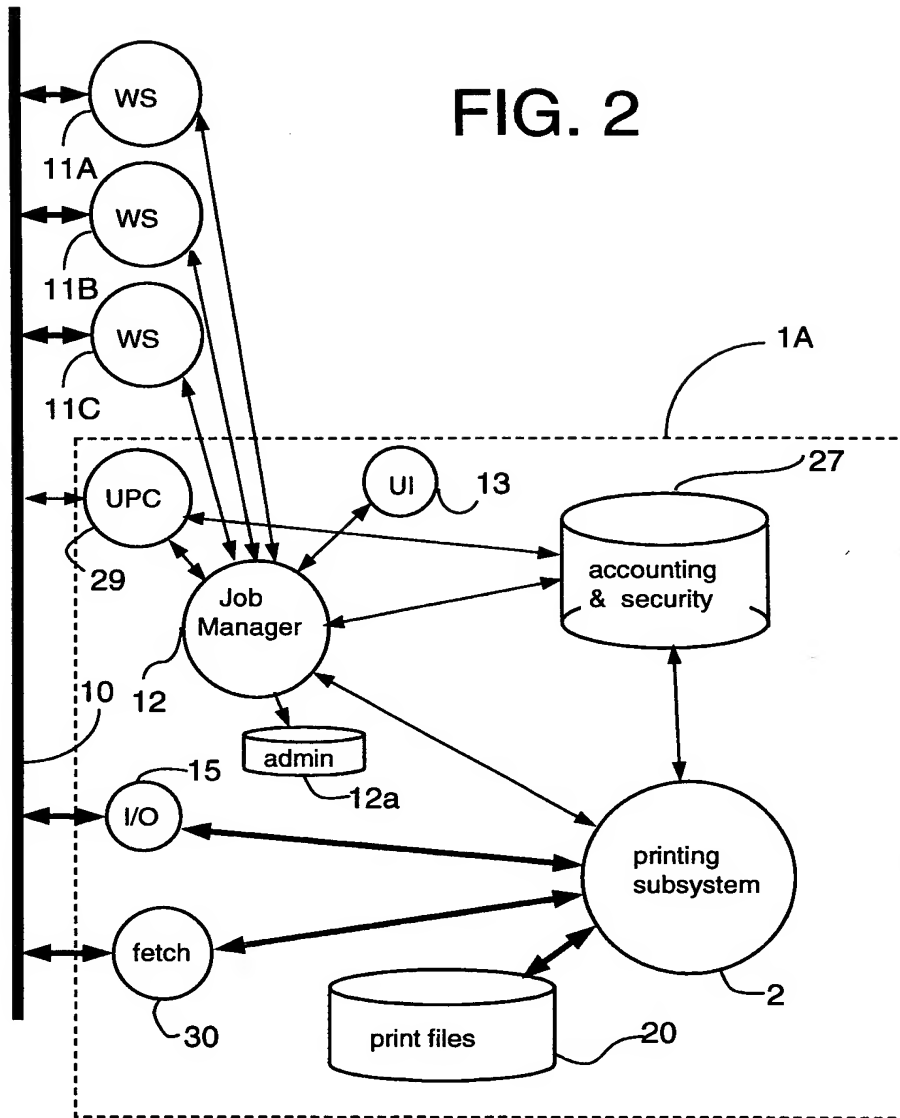 FIG. 2
WS
11A
WS
11B
WS
11C
1A
UPC
29
UI
13
27
accounting
& security
Job
Manager
12
10
admin
12a
15
I/O
printing
subsystem
2
fetch
30
print files
20